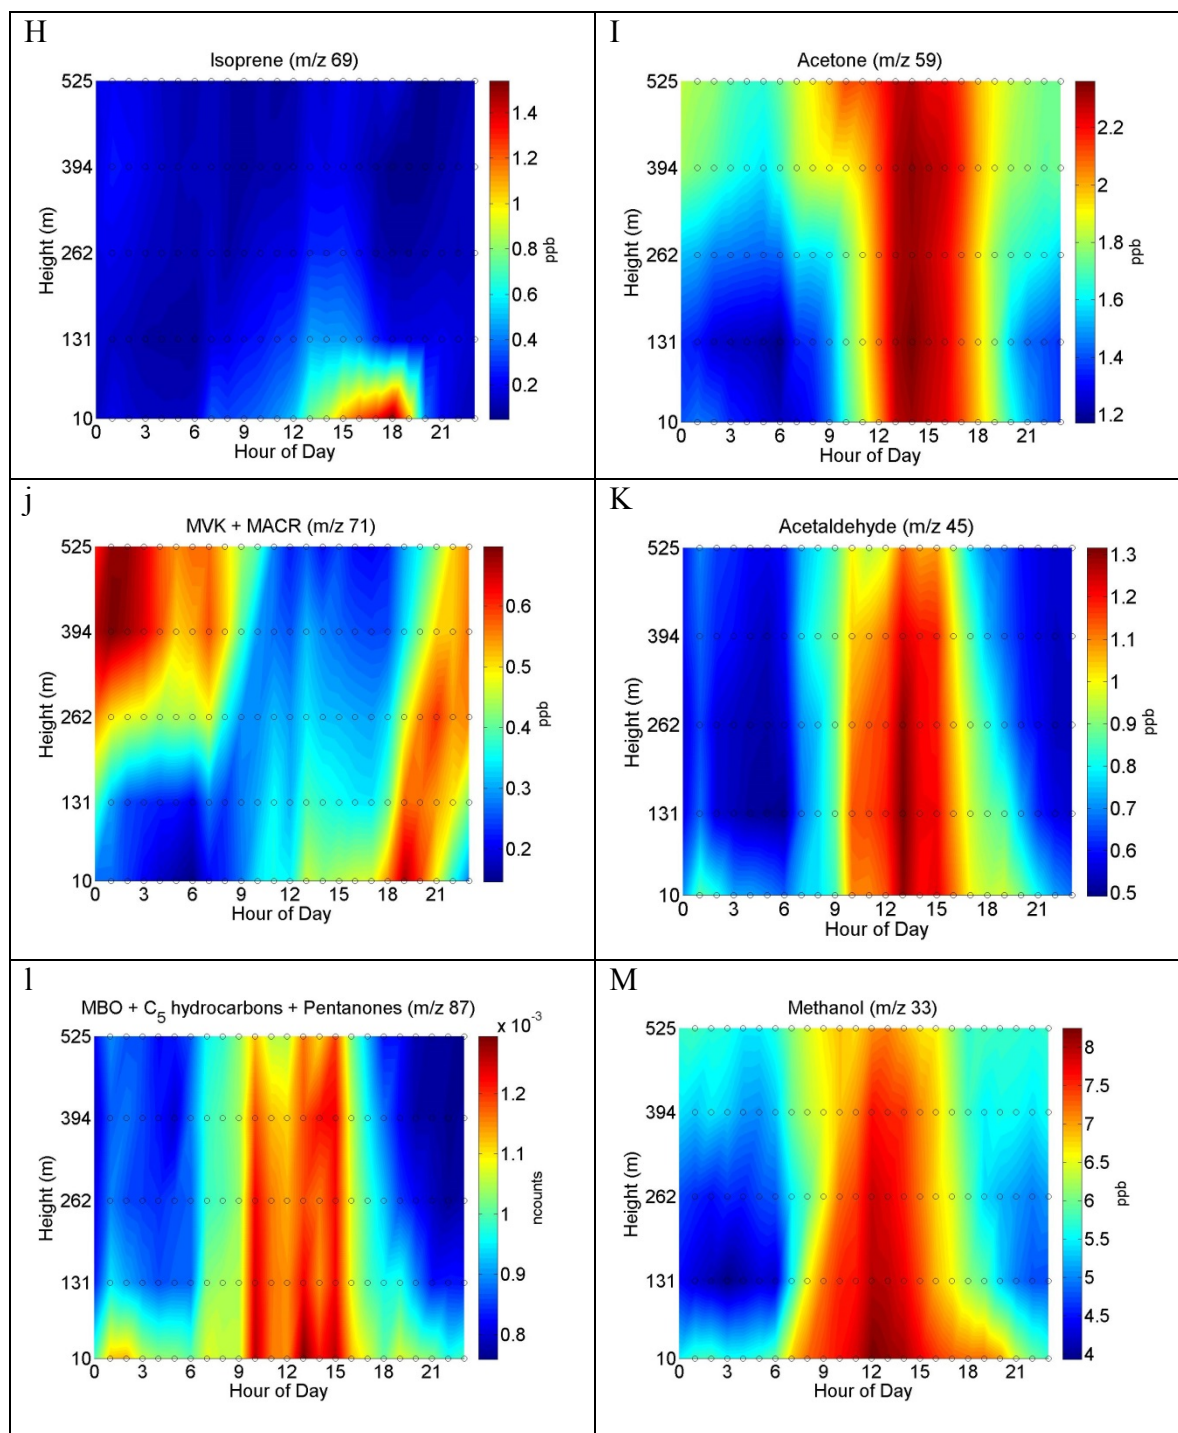 H
Isoprene (m/z 69)
525
394
262
131
10
Height (m)
0 3 6 9 12 15 18 21
Hour of Day
1.4
1.2
1
0.8
0.6
0.4
0.2
ppb
I
Acetone (m/z 59)
525
394
262
131
10
Height (m)
0 3 6 9 12 15 18 21
Hour of Day
2.2
2
1.8
1.6
1.4
1.2
ppb
j
MVK + MACR (m/z 71)
525
394
262
131
10
Height (m)
0 3 6 9 12 15 18 21
Hour of Day
0.6
0.5
0.4
0.3
0.2
ppb
K
Acetaldehyde (m/z 45)
525
394
262
131
10
Height (m)
0 3 6 9 12 15 18 21
Hour of Day
1.3
1.2
1.1
1
0.9
0.8
0.7
0.6
0.5
ppb
l
MBO + C5 hydrocarbons + Pentanones (m/z 87)
x 10^-3
525
394
262
131
10
Height (m)
0 3 6 9 12 15 18 21
Hour of Day
1.2
1.1
1
0.9
0.8
ncounts
M
Methanol (m/z 33)
525
394
262
131
10
Height (m)
0 3 6 9 12 15 18 21
Hour of Day
8
7.5
7
6.5
6
5.5
5
4.5
4
ppb